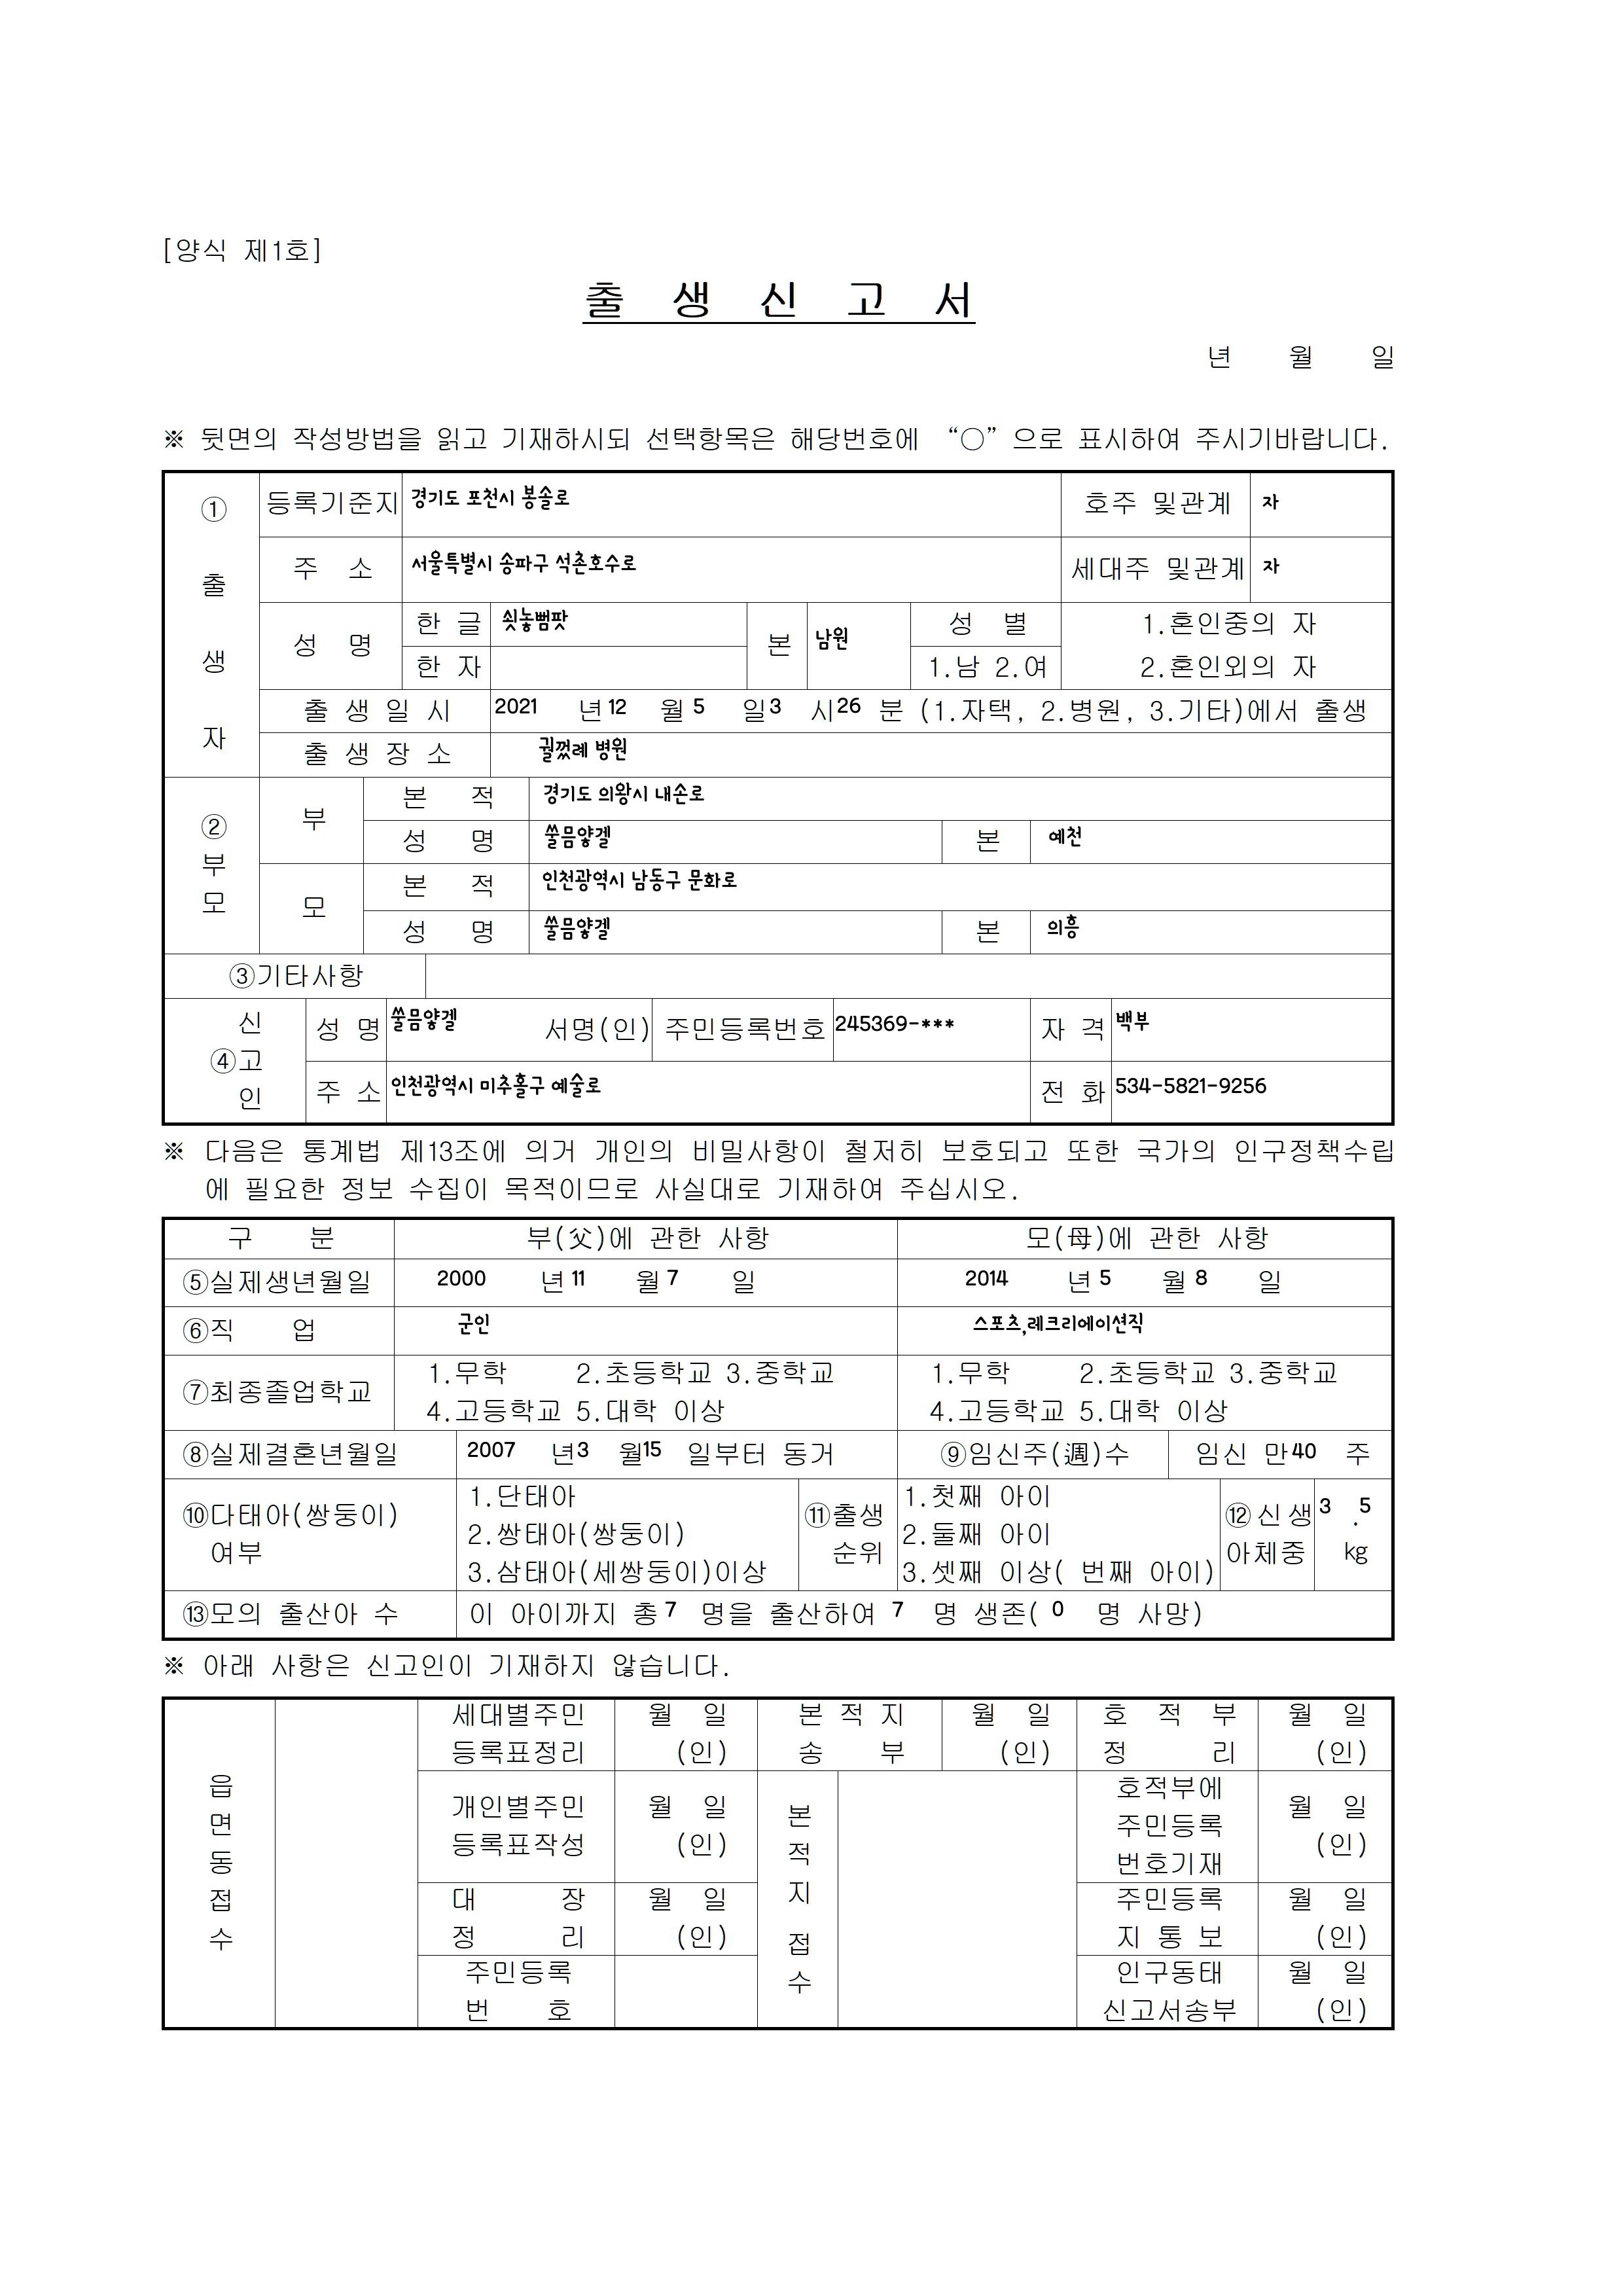 [양식 제1호]
출 생 신 고 서
년 월 일
※ 뒷면의 작성방법을 읽고 기재하시되 선택항목은 해당번호에 “○”으로 표시하여 주시기바랍니다.
① 출 생 자
등록기준지 경기도 포천시 봉솔로 호주 및관계 자
주 소 서울특별시 송파구 석촌호수로 세대주 및관계 자
성 명 한 글 쇳놓뻠팟 본 남원 성 별 1.혼인중의 자
한 자 1.남 2.여 2.혼인외의 자
출 생 일 시 2021 년 12 월 5 일 3 시 26 분 (1.자택, 2.병원, 3.기타)에서 출생
출 생 장 소 궐껐례 병원
② 부 모
부 본 적 경기도 의왕시 내손로
성 명 쑬믐얗겔 본 예천
모 본 적 인천광역시 남동구 문화로
성 명 쑬믐얗겔 본 의흥
③기타사항
④ 신 고 인
성 명 쑬믐얗겔 서명(인) 주민등록번호 245369-*** 자 격 백부
주 소 인천광역시 미추홀구 예술로 전 화 534-5821-9256
※ 다음은 통계법 제13조에 의거 개인의 비밀사항이 철저히 보호되고 또한 국가의 인구정책수립
에 필요한 정보 수집이 목적이므로 사실대로 기재하여 주십시오.
구 분 부(父)에 관한 사항 모(母)에 관한 사항
⑤실제생년월일 2000 년 11 월 7 일 2014 년 5 월 8 일
⑥직 업 군인 스포츠,레크리에이션직
⑦최종졸업학교
1.무학 2.초등학교 3.중학교 1.무학 2.초등학교 3.중학교
4.고등학교 5.대학 이상 4.고등학교 5.대학 이상
⑧실제결혼년월일 2007 년 3 월 15 일부터 동거 ⑨임신주(週)수 임신 만 40 주
⑩다태아(쌍둥이) 여부
1.단태아
2.쌍태아(쌍둥이)
3.삼태아(세쌍둥이)이상
⑪출생 순위
1.첫째 아이
2.둘째 아이
3.셋째 이상( 번째 아이)
⑫신생 아체중
3 .5
kg
⑬모의 출산아 수 이 아이까지 총 7 명을 출산하여 7 명 생존( 0 명 사망)
※ 아래 사항은 신고인이 기재하지 않습니다.
읍 면 동 접 수
세대별주민 월 일 본 적 지 월 일 호 적 부 월 일
등록표정리 (인) 송 부 (인) 정 리 (인)
개인별주민 월 일
등록표작성 (인)
본 적 지 접 수
호적부에
주민등록 월 일
번호기재 (인)
대 장 월 일 주민등록 월 일
정 리 (인) 지 통 보 (인)
주민등록 인구동태 월 일
번 호 신고서송부 (인)